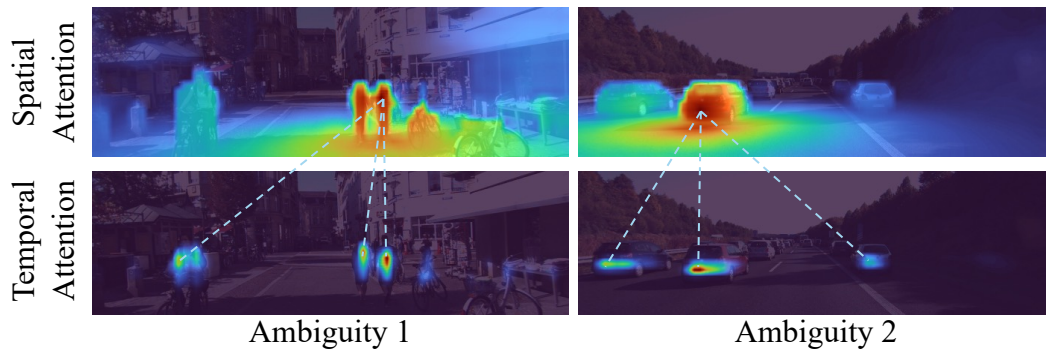 Spatial
Attention
Temporal
Attention
Ambiguity 1
Ambiguity 2